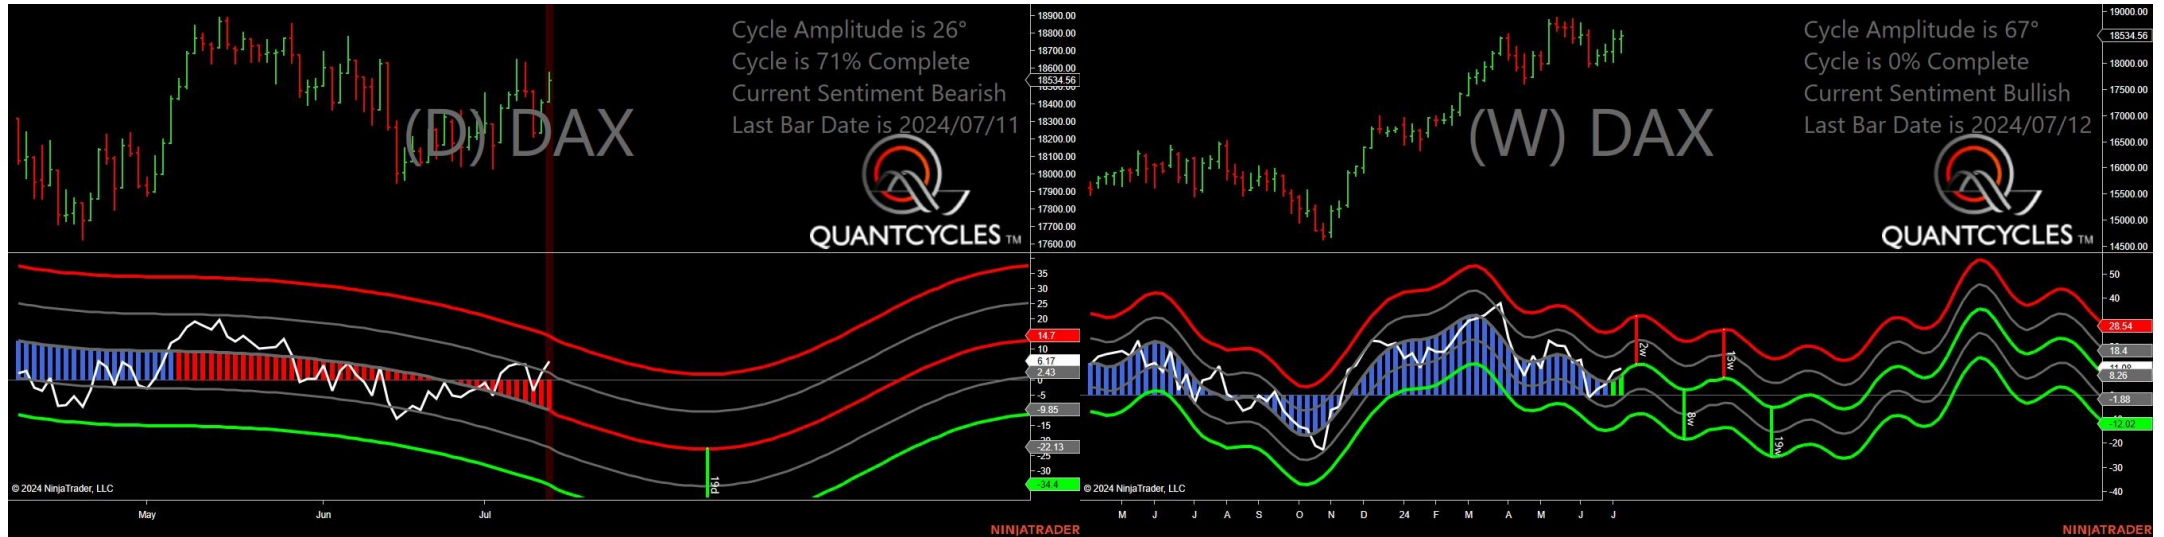 Cycle Amplitude is 26°
Cycle is 71% Complete
Current Sentiment Bearish
Last Bar Date is 2024/07/11
(D) DAX
QUANTCYCLES TM
18900.00
18800.00
18700.00
18600.00
18534.56
18400.00
18300.00
18200.00
18100.00
18000.00
17900.00
17800.00
17700.00
17600.00
35
30
25
20
14.7
10
6.17
2.43
0
-5
-9.85
-15
-22.13
-25
-30
-34.4
19d
© 2024 NinjaTrader, LLC
May
Jun
Jul
NINJATRADER
Cycle Amplitude is 67°
Cycle is 0% Complete
Current Sentiment Bullish
Last Bar Date is 2024/07/12
(W) DAX
QUANTCYCLES TM
19000.00
18534.56
18000.00
17500.00
17000.00
16500.00
16000.00
15500.00
15000.00
14500.00
50
40
28.54
18.4
11.08
8.26
-1.88
-12.02
-20
-30
-40
2w
8w
13w
19w
© 2024 NinjaTrader, LLC
M J J A S O N D 24 F M A M J J
NINJATRADER